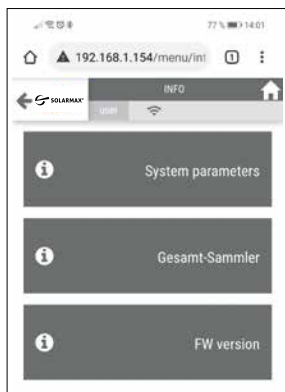 77 % 14:01
192.168.1.154/menu/int
1
INFO
SOLARMAX
user
System parameters
Gesamt-Sammler
FW version